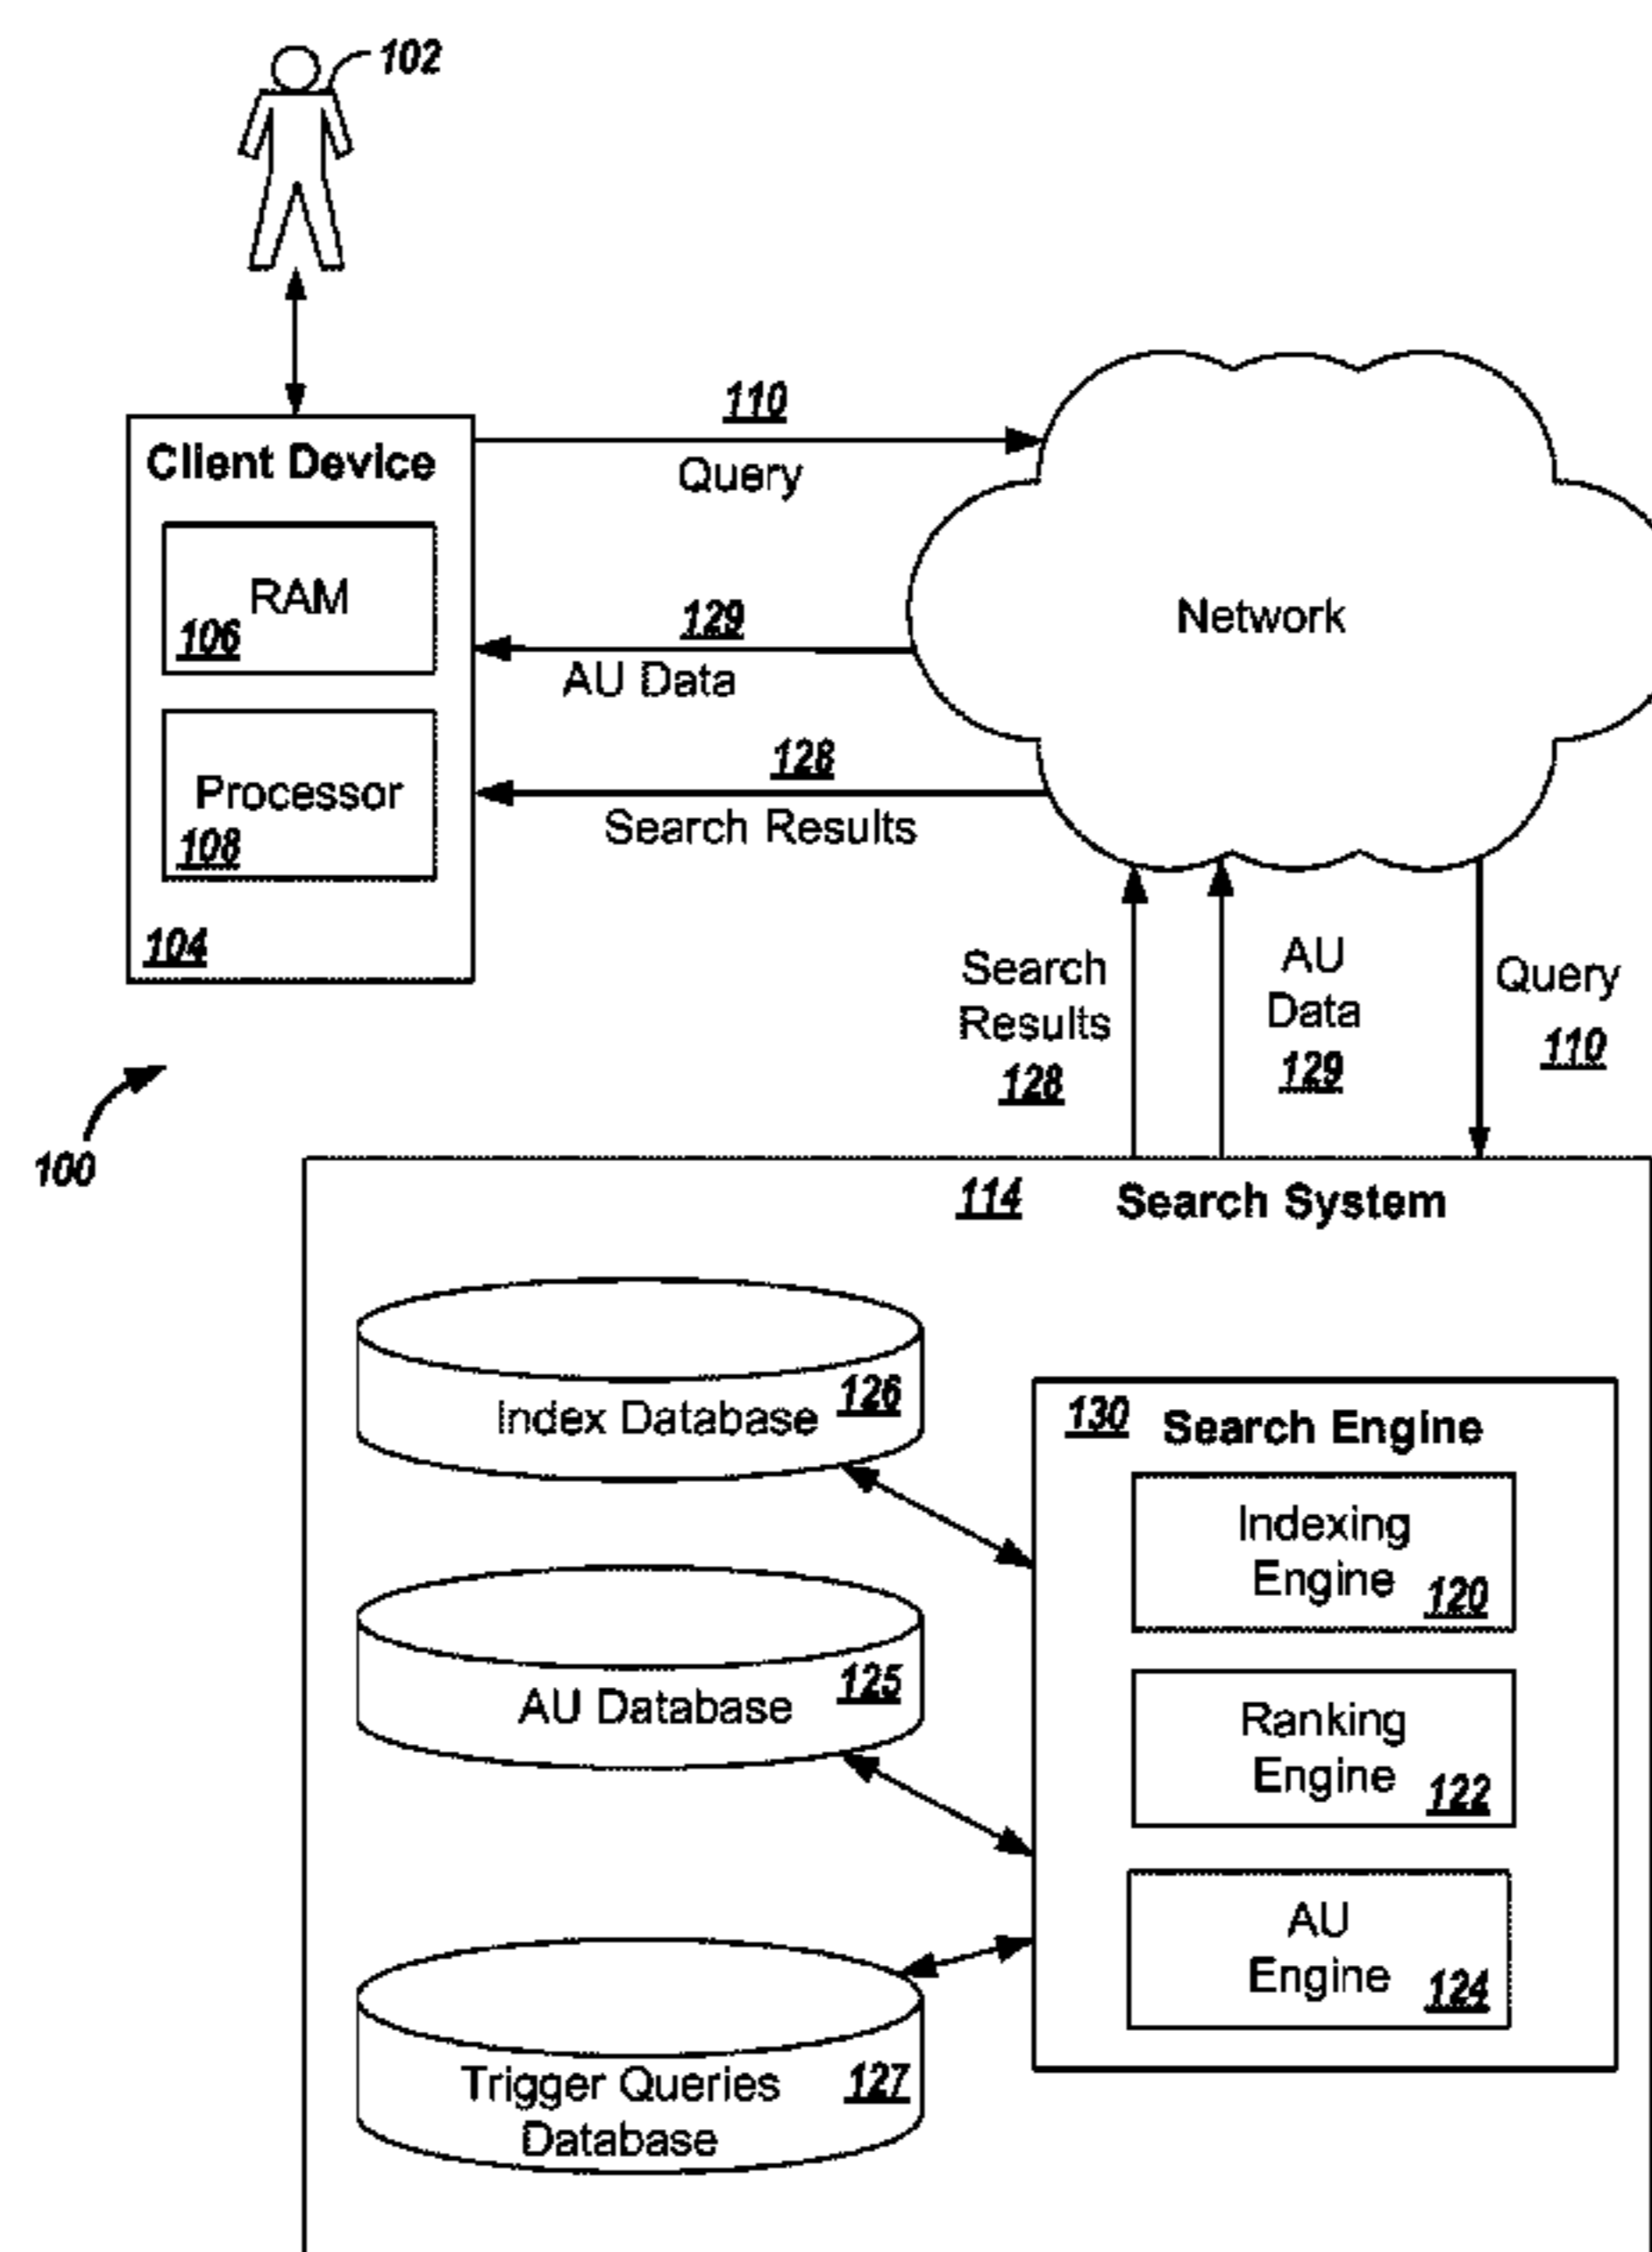 102
110
Client Device
Query
RAM
106
129
AU Data
Network
Processor
108
128
Search Results
104
Search
Results
128
AU
Data
129
Query
110
100
114
Search System
Index Database
126
130
Search Engine
Indexing
Engine
120
AU Database
125
Ranking
Engine
122
AU
Engine
124
Trigger Queries
Database
127